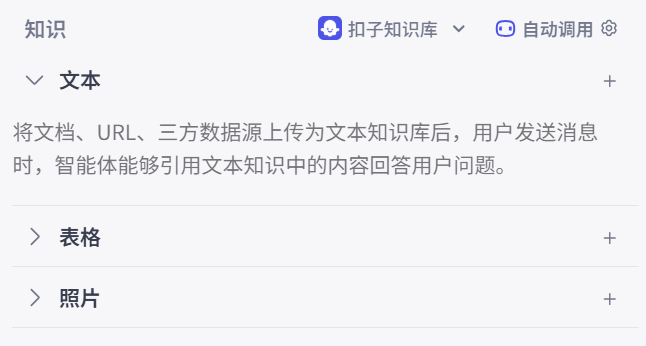 知识 扣子知识库 自动调用
文本
将文档、URL、三方数据源上传为文本知识库后，用户发送消息
时，智能体能够引用文本知识中的内容回答用户问题。
表格
照片